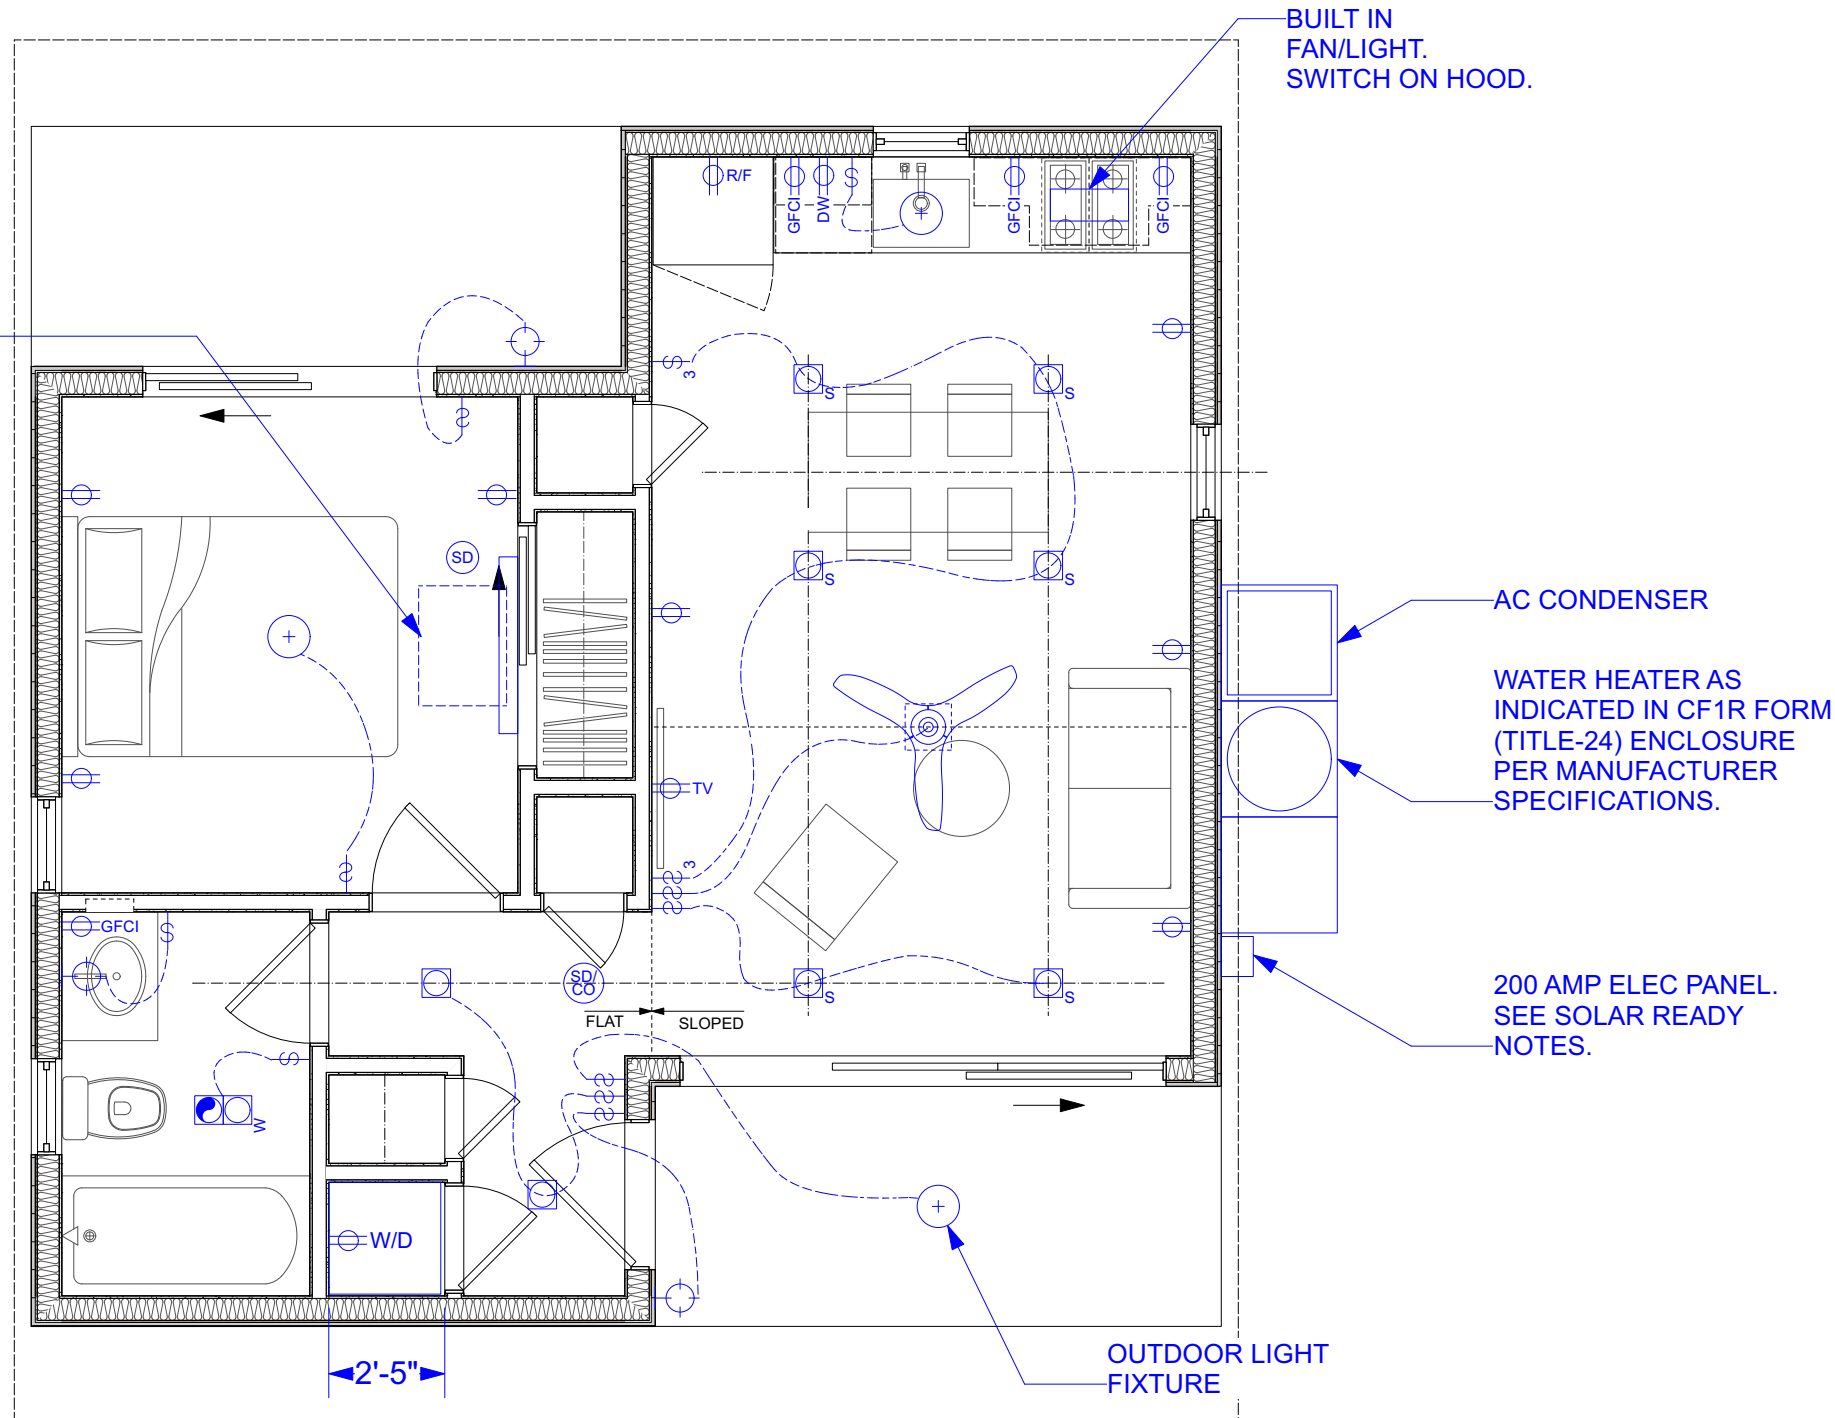 BUILT IN
FAN/LIGHT.
SWITCH ON HOOD.
R/F
GFCI
DW
GFCI
GFCI
3
S
S
S
S
SD
AC CONDENSER
WATER HEATER AS
INDICATED IN CF1R FORM
(TITLE-24) ENCLOSURE
PER MANUFACTURER
SPECIFICATIONS.
TV
3
GFCI
SD/
CO
S
S
FLAT
SLOPED
200 AMP ELEC PANEL.
SEE SOLAR READY
NOTES.
W
W/D
OUTDOOR LIGHT
FIXTURE
2'-5"